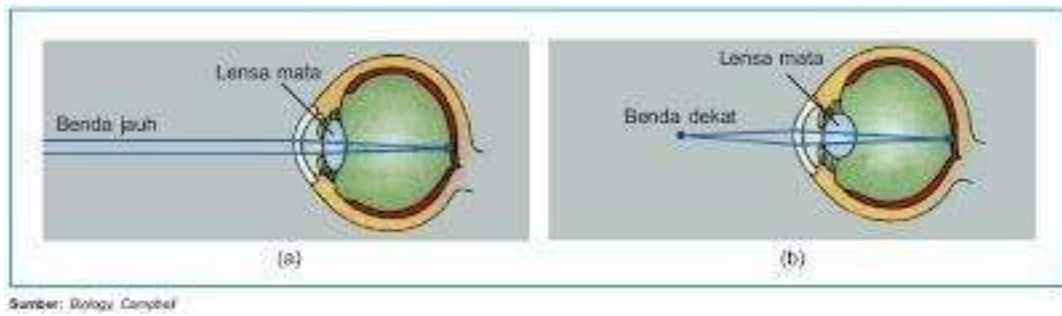 Lensa mata
Benda jauh
(a)
Lensa mata
Benda dekat
(b)
Sumber: Biology, Campbell